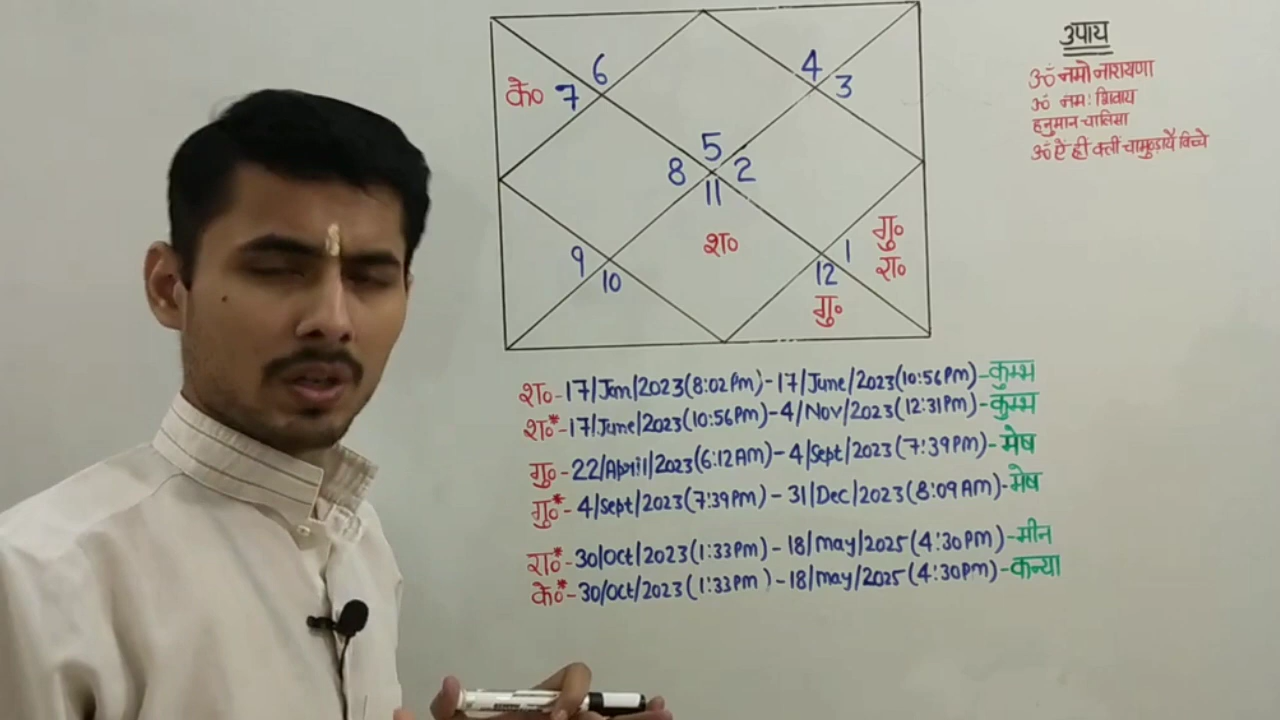 उपाय
ॐ नमो नारायणा
ॐ नमः शिवाय
हनुमान चालिसा
ॐ ऐं ह्रीं क्लीं चामुण्डायै विच्चे
के० 7 6
4 3
5
8 2
11
श०
9 10
1 गु०
रा०
12
गु०
श०-17/Jan/2023(8:02Pm)-17/June/2023(10:56Pm)-कुम्भ
श०*-17/June/2023(10:56Pm)-4/Nov/2023(12:31Pm)-कुम्भ
गु०-22/April/2023(6:12AM)-4/Sept/2023(7:39PM)-मेष
गु०*-4/Sept/2023(7:39PM)-31/Dec/2023(8:09AM)-मेष
रा०*-30/Oct/2023(1:33PM)-18/May/2025(4:30PM)-मीन
के०*-30/Oct/2023(1:33PM)-18/May/2025(4:30PM)-कन्या